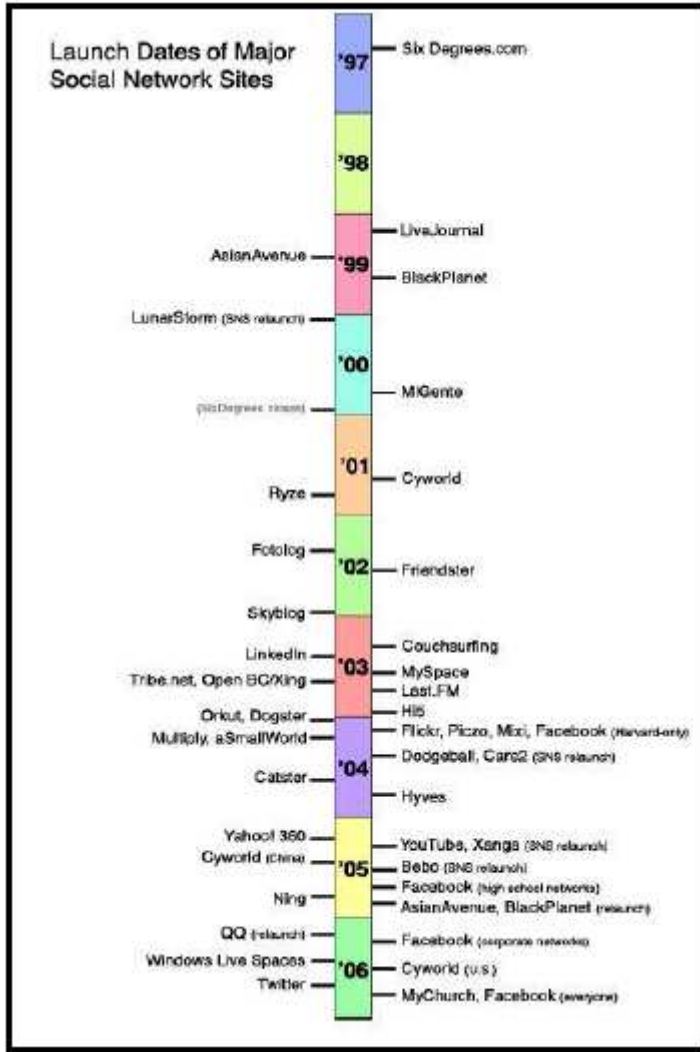 Launch Dates of Major
Social Network Sites
'97
Six Degrees.com
'98
LiveJournal
AsianAvenue
'99
BlackPlanet
LunarStorm (SNS relaunch)
'00
MiGente
(SixDegrees closes)
'01
Cyworld
Ryze
Fotolog
'02
Friendster
Skyblog
Couchsurfing
LinkedIn
'03
MySpace
Tribe.net, Open BC/Xing
Last.FM
Hi5
Orkut, Dogster
Flickr, Piczo, Mixi, Facebook (Harvard-only)
Multiply, aSmallWorld
Dodgeball, Care2 (SNS relaunch)
'04
Catster
Hyves
Yahoo! 360
YouTube, Xanga (SNS relaunch)
Cyworld (China)
'05
Bebo (SNS relaunch)
Facebook (high school networks)
Ning
AsianAvenue, BlackPlanet (relaunch)
QQ (relaunch)
Facebook (corporate networks)
Windows Live Spaces
'06
Cyworld (U.S.)
Twitter
MyChurch, Facebook (everyone)